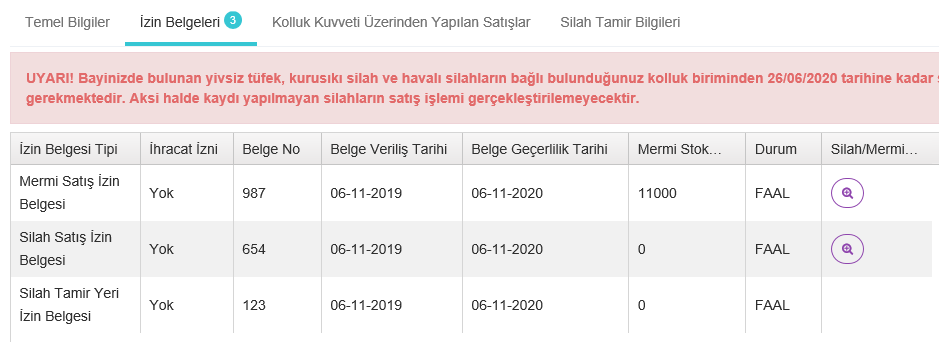 Temel Bilgiler İzin Belgeleri 3 Kolluk Kuvveti Üzerinden Yapılan Satışlar Silah Tamir Bilgileri
UYARI! Bayinizde bulunan yivsiz tüfek, kurusıkı silah ve havalı silahların bağlı bulunduğunuz kolluk biriminden 26/06/2020 tarihine kadar
gerekmektedir. Aksi halde kaydı yapılmayan silahların satış işlemi gerçekleştirilemeyecektir.
İzin Belgesi Tipi İhracat İzni Belge No Belge Veriliş Tarihi Belge Geçerlilik Tarihi Mermi Stok... Durum Silah/Mermi...
Mermi Satış İzin
Belgesi
Yok 987 06-11-2019 06-11-2020 11000 FAAL
Silah Satış İzin
Belgesi
Yok 654 06-11-2019 06-11-2020 0 FAAL
Silah Tamir Yeri
İzin Belgesi
Yok 123 06-11-2019 06-11-2020 0 FAAL